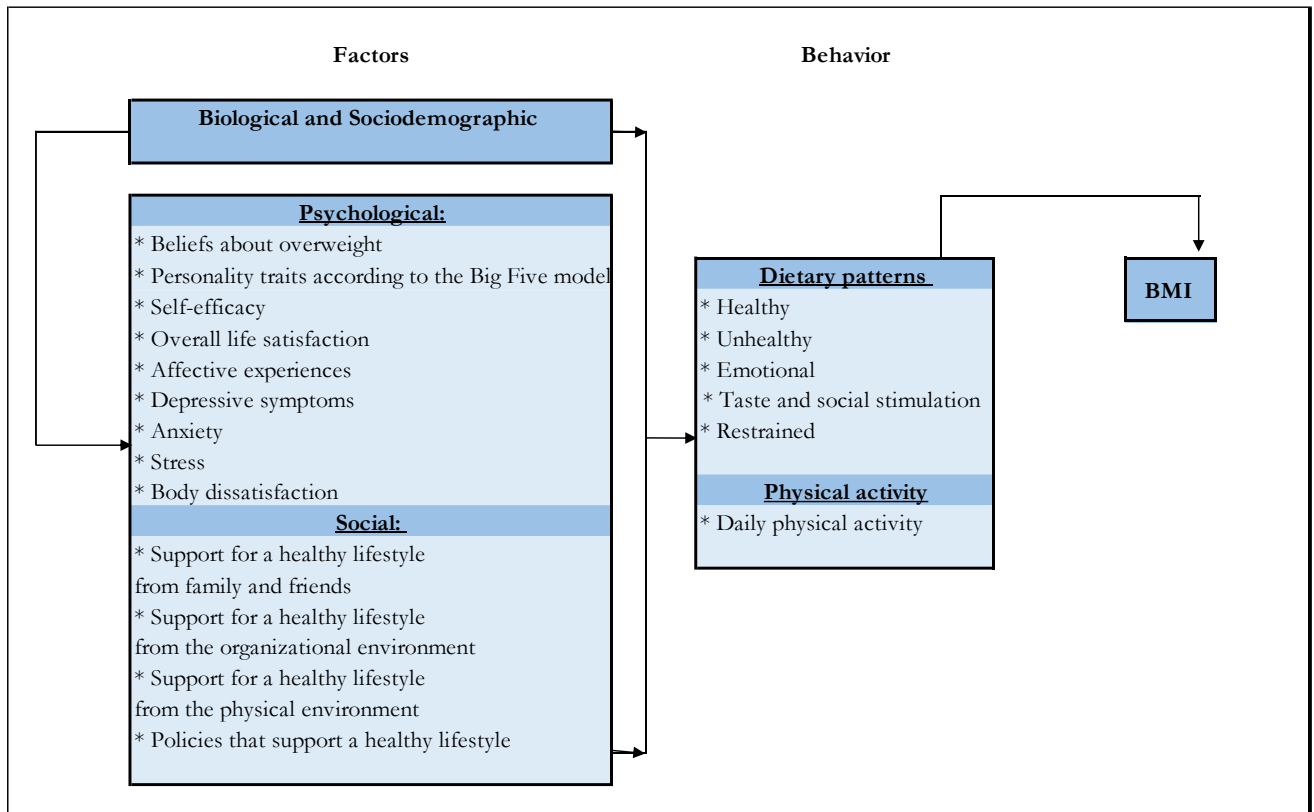 Factors
Behavior
Biological and Sociodemographic
Psychological:
* Beliefs about overweight
* Personality traits according to the Big Five model
* Self-efficacy
* Overall life satisfaction
* Affective experiences
* Depressive symptoms
* Anxiety
* Stress
* Body dissatisfaction
Social:
* Support for a healthy lifestyle
from family and friends
* Support for a healthy lifestyle
from the organizational environment
* Support for a healthy lifestyle
from the physical environment
* Policies that support a healthy lifestyle
Dietary patterns
* Healthy
* Unhealthy
* Emotional
* Taste and social stimulation
* Restrained
Physical activity
* Daily physical activity
BMI